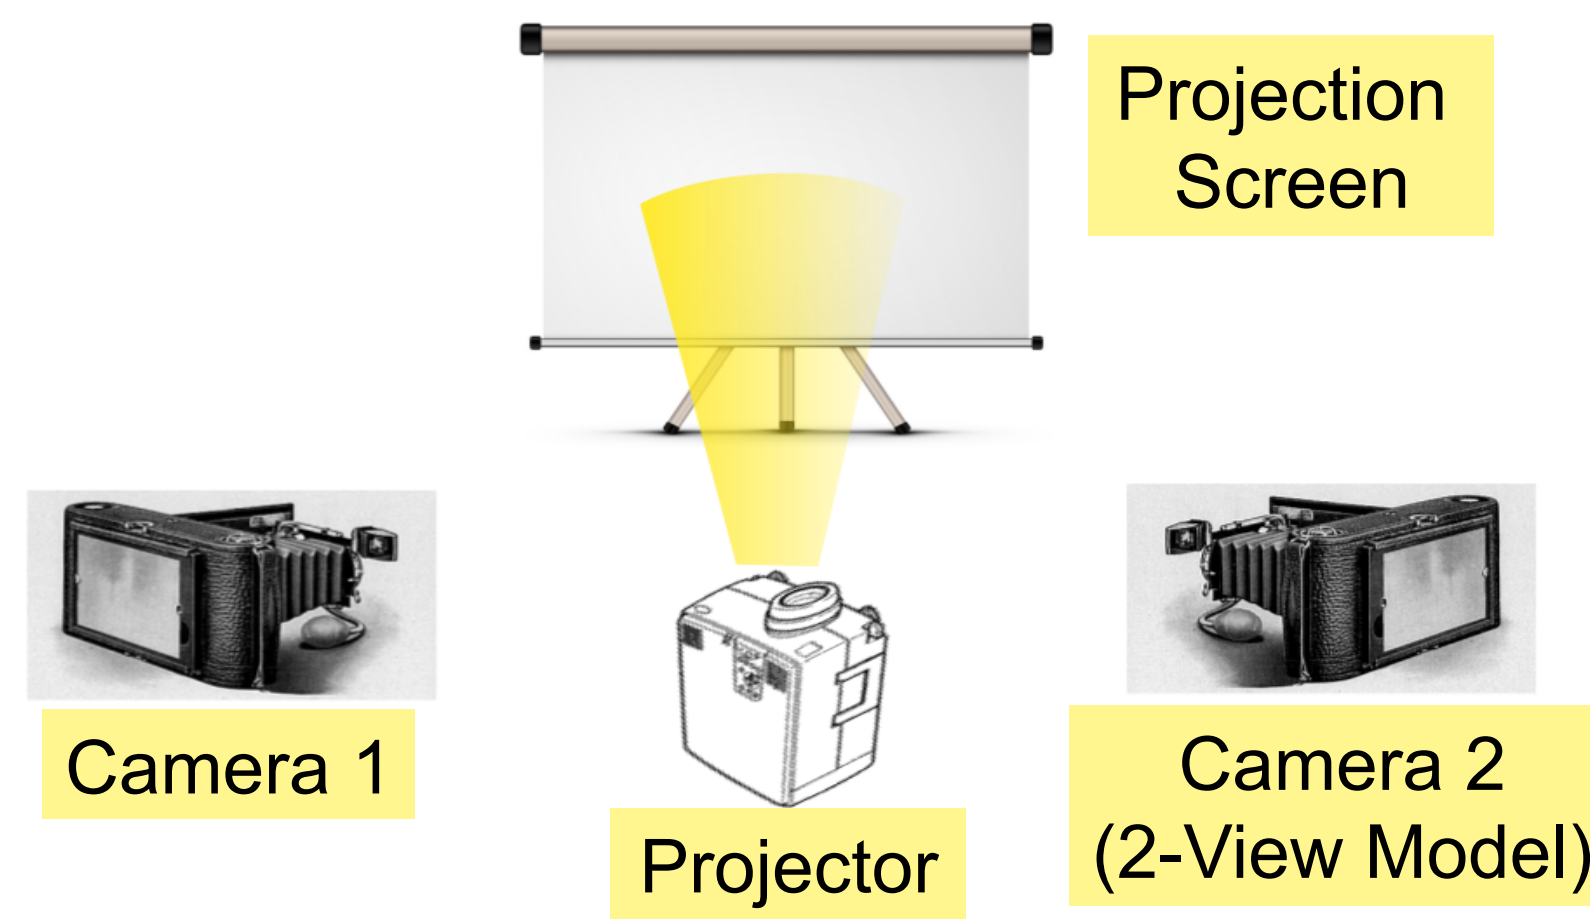 Projection
Screen
Camera 1
Projector
Camera 2
(2-View Model)